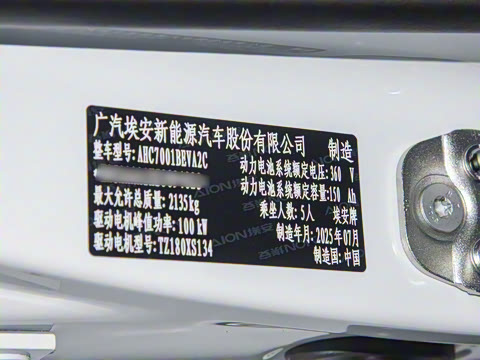 广汽埃安新能源汽车股份有限公司 制造
整车型号: AHC7001BEVA2C 动力电池系统额定电压: 360 V
动力电池系统额定容量: 150 Ah
最大允许总质量: 2135kg 乘坐人数: 5人 埃安牌
驱动电机峰值功率: 100 kW 制造年月: 2025年07月
驱动电机型号: TZ180XS134 制造国: 中国